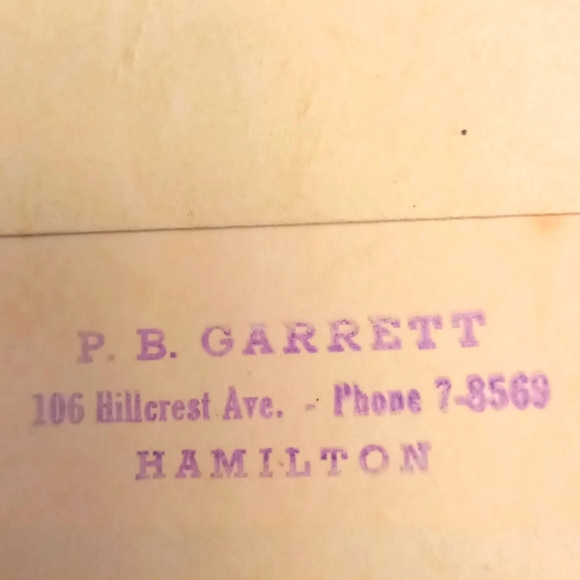 P. B. GARRETT
106 Hillcrest Ave. - Phone 7-8569
HAMILTON